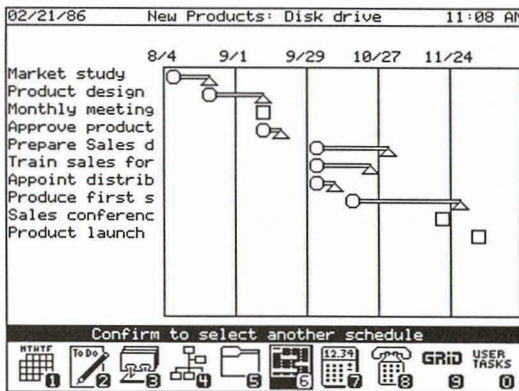 02/21/86 New Products: Disk drive 11:08 AM
8/4 9/1 9/29 10/27 11/24
Market study
Product design
Monthly meeting
Approve product
Prepare Sales d
Train sales for
Appoint distrib
Produce first s
Sales conferenc
Product launch
Confirm to select another schedule
MTWTF To Do 12.34 GRiD USER
TASKS
1 2 3 4 5 6 7 8 9 0